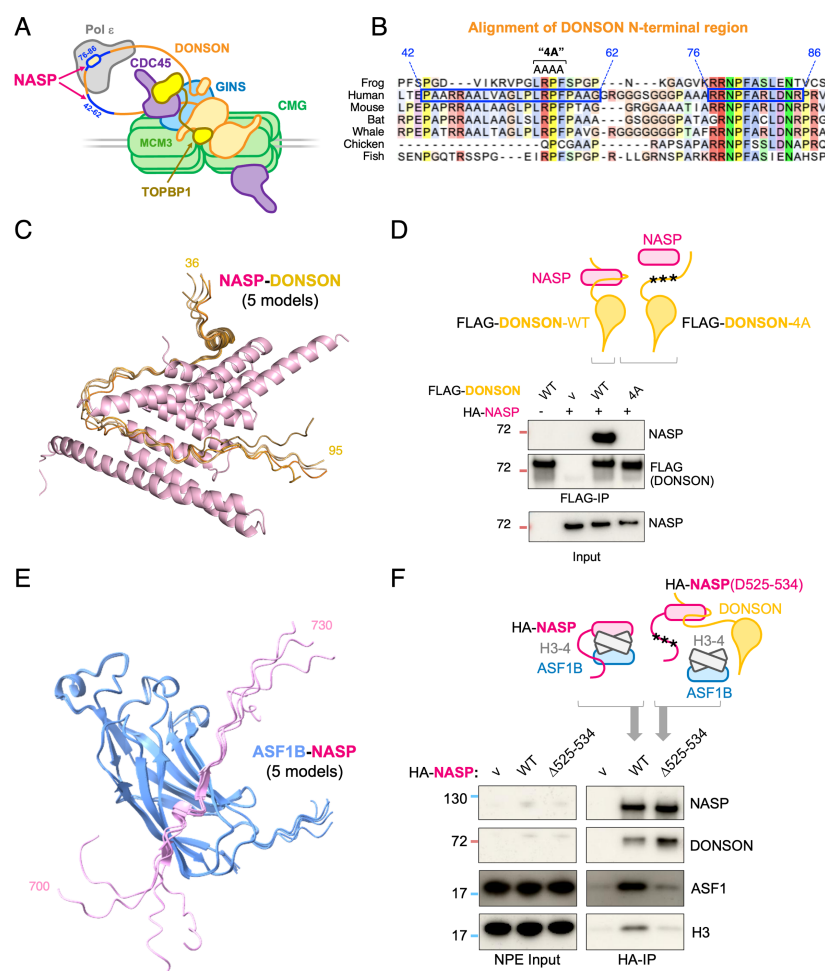 A
Pol ε
76-86
DONSON
NASP
CDC45
GINS
42-62
CMG
MCM3
TOPBP1
B
Alignment of DONSON N-terminal region
42
"4A"
62
76
86
AAAA
Frog
PFSPGD---VIKRVPGLRPFSPGP--N---KGAGVKRRNPFASLENTVCS
Human
Mouse
Bat
Whale
Chicken
Fish
C
36
NASP-DONSON
(5 models)
95
D
NASP
NASP
FLAG-DONSON-WT
FLAG-DONSON-4A
FLAG-DONSON
WT
v
WT
4A
HA-NASP
-
+
+
+
72
NASP
72
FLAG
(DONSON)
FLAG-IP
72
NASP
Input
E
730
ASF1B-NASP
(5 models)
700
F
HA-NASP(D525-534)
DONSON
HA-NASP
H3-4
ASF1B
H3-4
ASF1B
HA-NASP:
v
WT
Δ525-534
v
WT
Δ525-534
130
NASP
72
DONSON
17
ASF1
17
H3
NPE Input
HA-IP